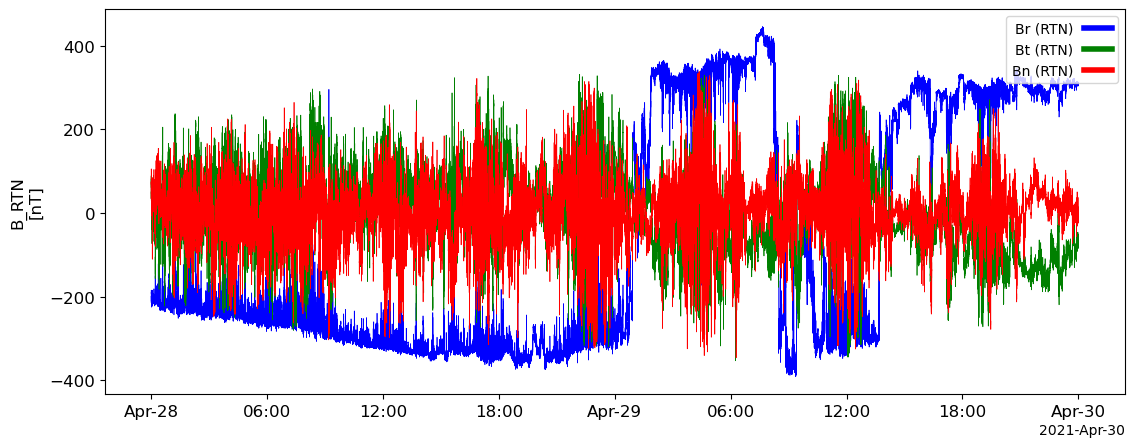 400
200
0
−200
−400
B_RTN
[nT]
Br (RTN)
Bt (RTN)
Bn (RTN)
Apr-28
06:00
12:00
18:00
Apr-29
06:00
12:00
18:00
Apr-30
2021-Apr-30